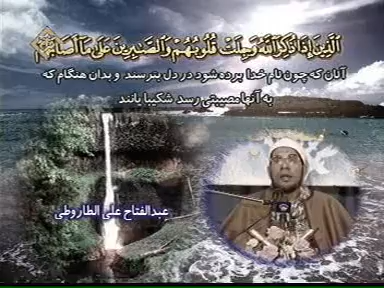 الَّذِينَ إِذَا ذُكِرَ اللَّهُ وَجِلَتْ قُلُوبُهُمْ وَالصَّابِرِينَ عَلَى مَا أَصَابَهُمْ
آنان که چون نام خدا برده شود در دل بترسند و بدان هنگام که
به آنها مصیبتی رسد شکیبا بانند
عبدالفتاح علی الطاروطی